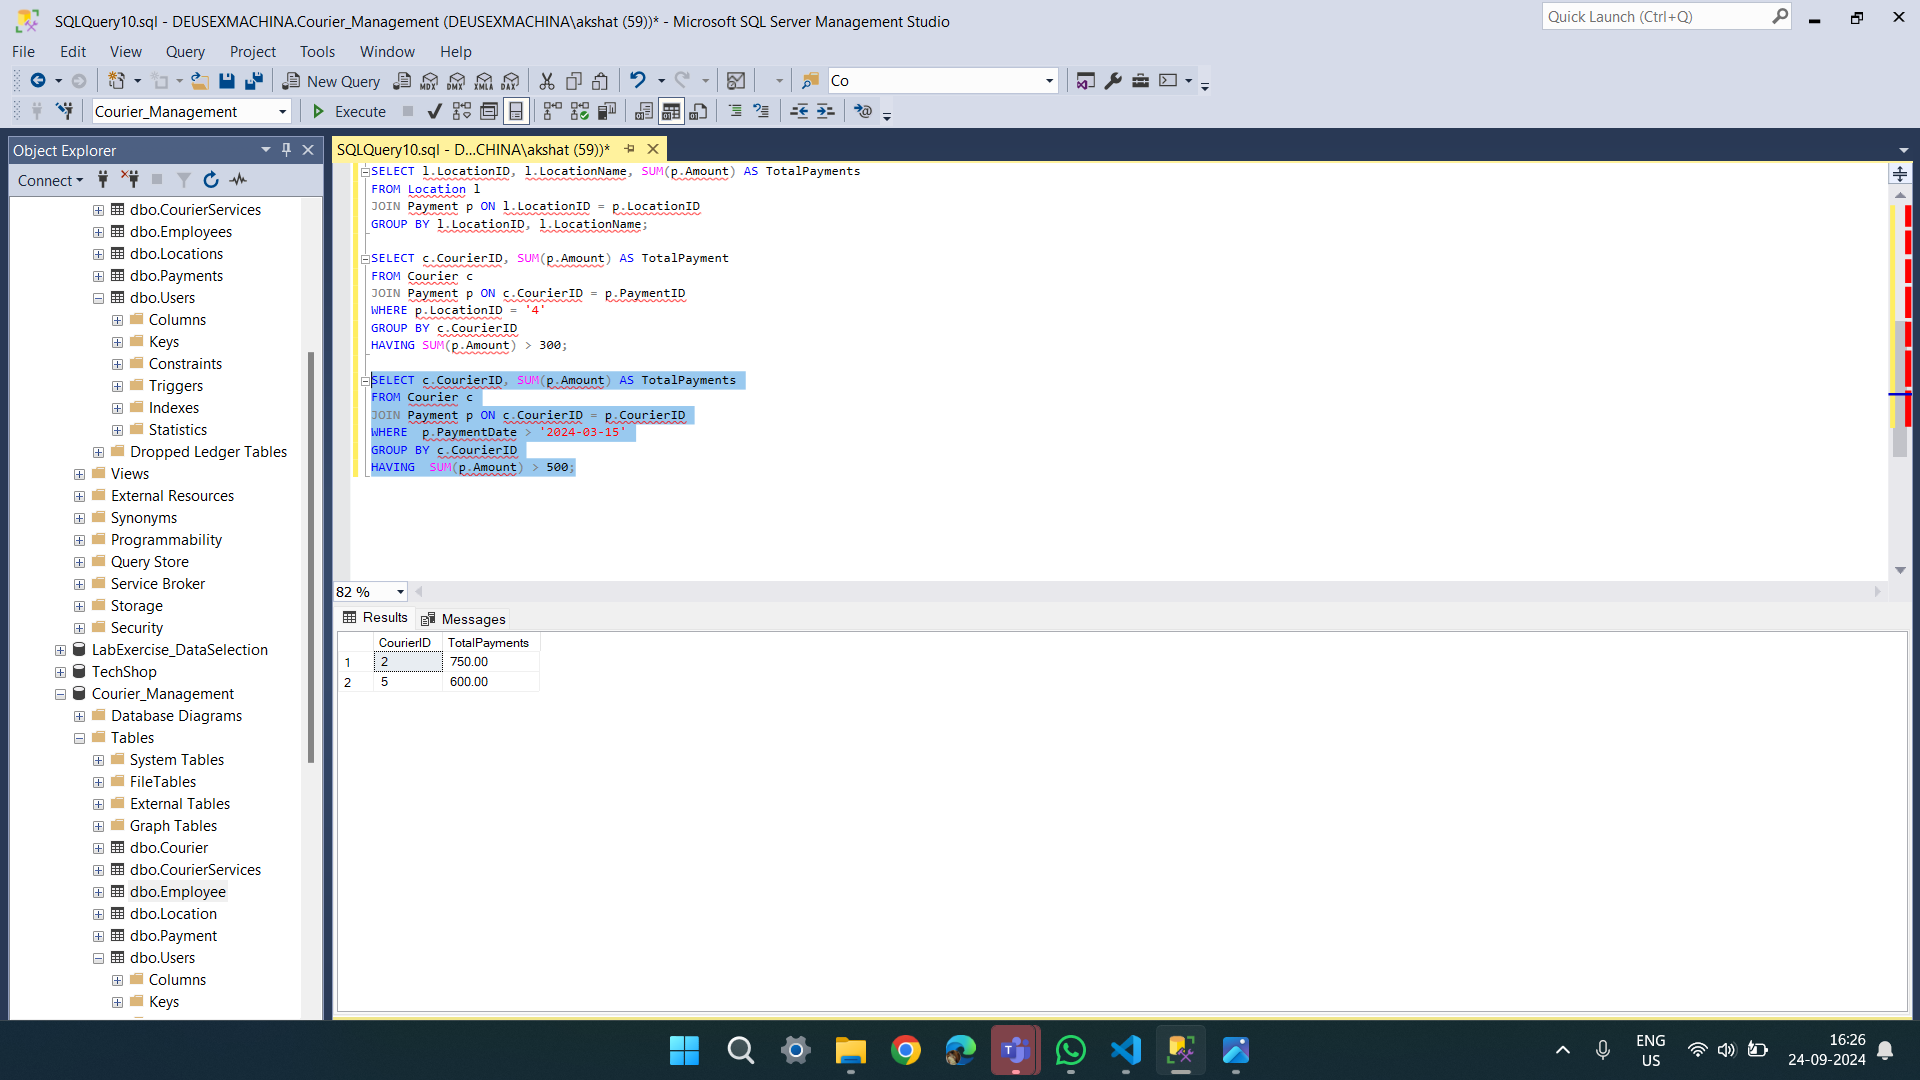 SQLQuery10.sql - DEUSEXMACHINA.Courier_Management (DEUSEXMACHINA\akshat (59))* - Microsoft SQL Server Management Studio
Quick Launch (Ctrl+Q)
File Edit View Query Project Tools Window Help
New Query
MDX DMX XMLA DAX
Co
Courier_Management
Execute
Object Explorer
Connect
dbo.CourierServices
dbo.Employees
dbo.Locations
dbo.Payments
dbo.Users
Columns
Keys
Constraints
Triggers
Indexes
Statistics
Dropped Ledger Tables
Views
External Resources
Synonyms
Programmability
Query Store
Service Broker
Storage
Security
LabExercise_DataSelection
TechShop
Courier_Management
Database Diagrams
Tables
System Tables
FileTables
External Tables
Graph Tables
dbo.Courier
dbo.CourierServices
dbo.Employee
dbo.Location
dbo.Payment
dbo.Users
Columns
Keys
SQLQuery10.sql - D...CHINA\akshat (59))*
SELECT l.LocationID, l.LocationName, SUM(p.Amount) AS TotalPayments
FROM Location l
JOIN Payment p ON l.LocationID = p.LocationID
GROUP BY l.LocationID, l.LocationName;
SELECT c.CourierID, SUM(p.Amount) AS TotalPayment
FROM Courier c
JOIN Payment p ON c.CourierID = p.PaymentID
WHERE p.LocationID = '4'
GROUP BY c.CourierID
HAVING SUM(p.Amount) > 300;
SELECT c.CourierID, SUM(p.Amount) AS TotalPayments
FROM Courier c
JOIN Payment p ON c.CourierID = p.CourierID
WHERE p.PaymentDate > '2024-03-15'
GROUP BY c.CourierID
HAVING SUM(p.Amount) > 500;
82 %
Results Messages
CourierID TotalPayments
1 2 750.00
2 5 600.00
ENG
US
16:26
24-09-2024